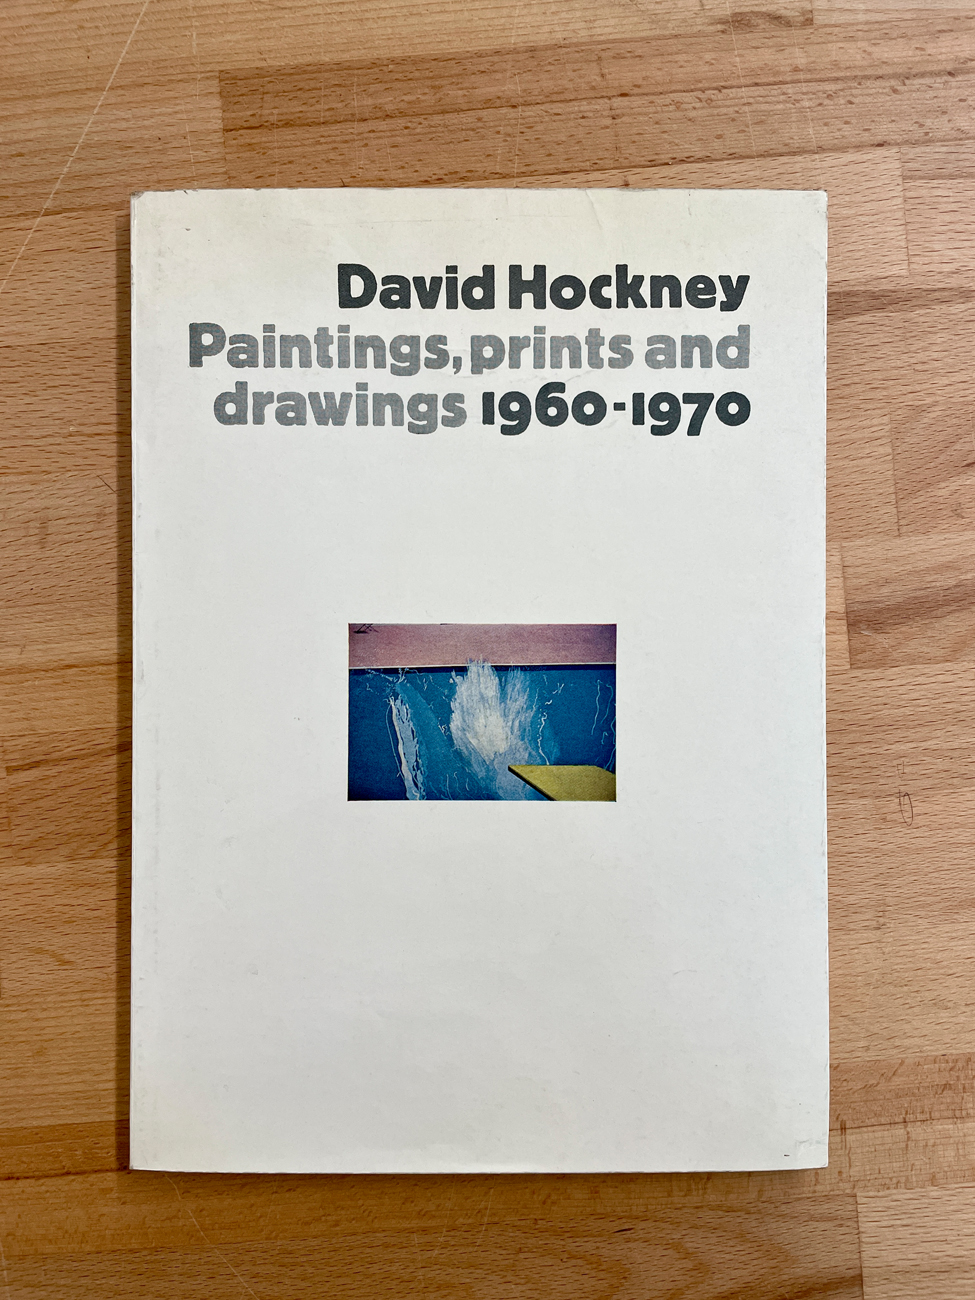 David Hockney
Paintings, prints and
drawings 1960-1970